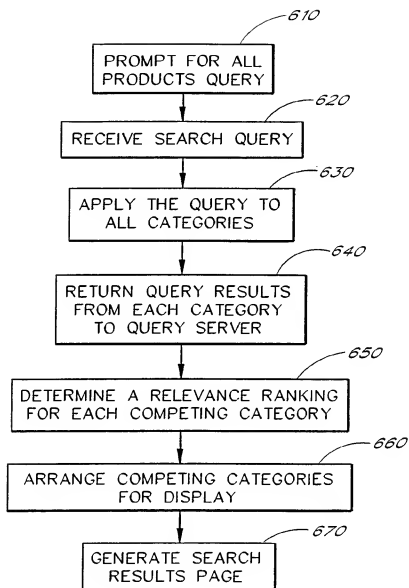 610
PROMPT FOR ALL
PRODUCTS QUERY
620
RECEIVE SEARCH QUERY
630
APPLY THE QUERY TO
ALL CATEGORIES
640
RETURN QUERY RESULTS
FROM EACH CATEGORY
TO QUERY SERVER
650
DETERMINE A RELEVANCE RANKING
FOR EACH COMPETING CATEGORY
660
ARRANGE COMPETING CATEGORIES
FOR DISPLAY
670
GENERATE SEARCH
RESULTS PAGE